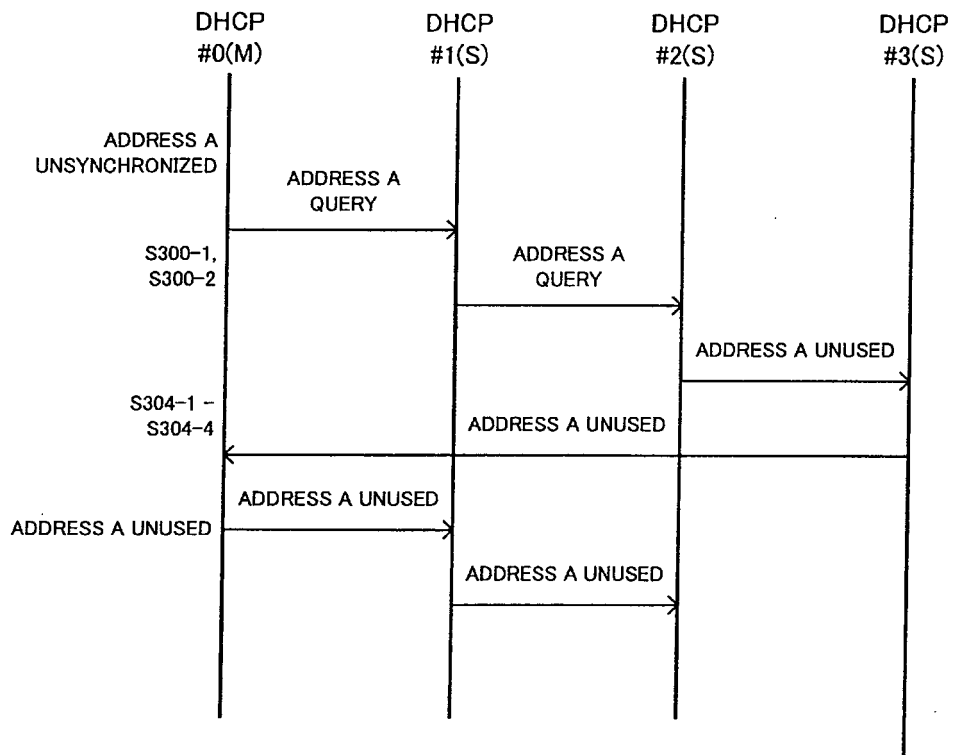 DHCP
#0(M)
DHCP
#1(S)
DHCP
#2(S)
DHCP
#3(S)
ADDRESS A
UNSYNCHRONIZED
ADDRESS A
QUERY
S300-1,
S300-2
ADDRESS A
QUERY
ADDRESS A UNUSED
S304-1 -
S304-4
ADDRESS A UNUSED
ADDRESS A UNUSED
ADDRESS A UNUSED
ADDRESS A UNUSED